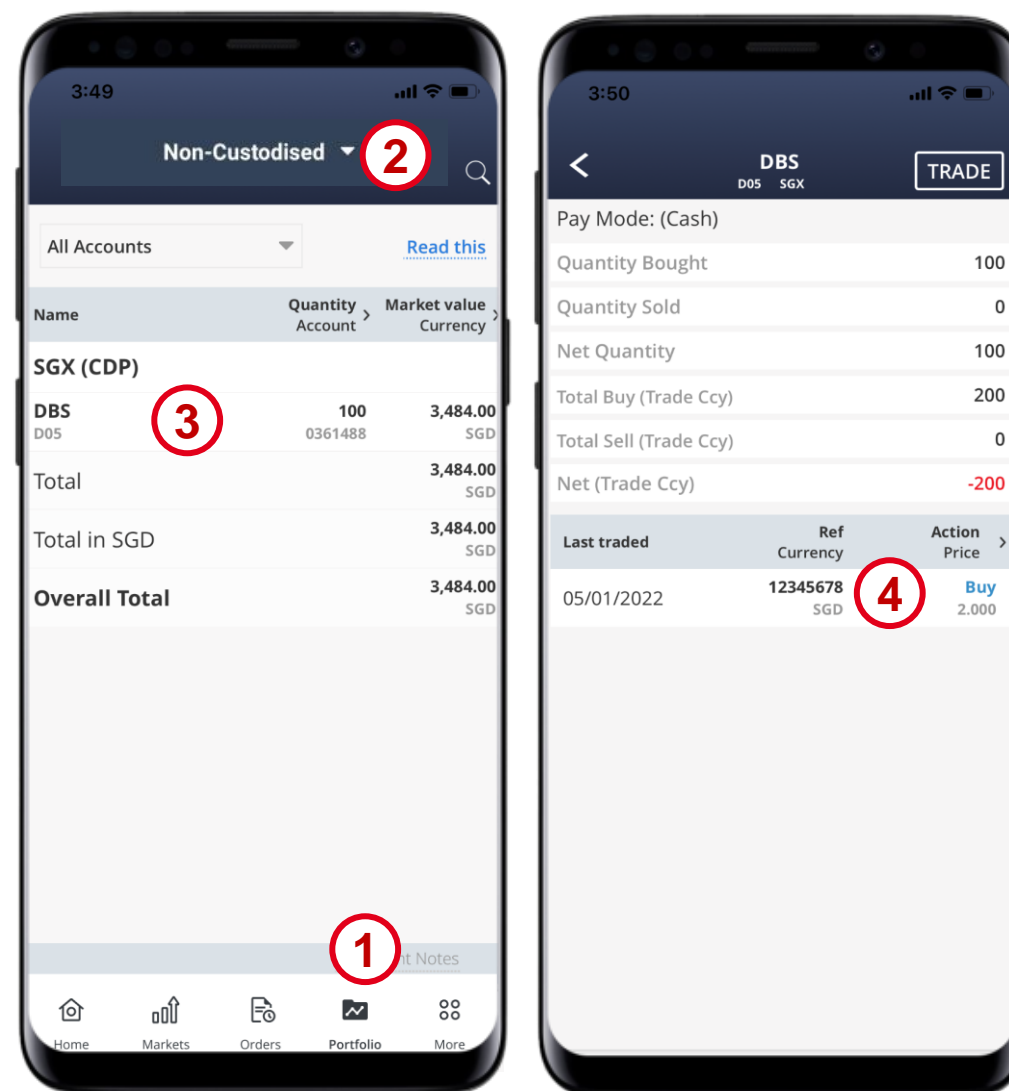 3:49
Non-Custodised
2
All Accounts
Read this
Name
Quantity
Account
Market value
Currency
SGX (CDP)
DBS
D05
3
100
0361488
3,484.00
SGD
Total
3,484.00
SGD
Total in SGD
3,484.00
SGD
Overall Total
3,484.00
SGD
1
Notes
Home
Markets
Orders
Portfolio
More
3:50
DBS
D05 SGX
TRADE
Pay Mode: (Cash)
Quantity Bought 100
Quantity Sold 0
Net Quantity 100
Total Buy (Trade Ccy) 200
Total Sell (Trade Ccy) 0
Net (Trade Ccy) -200
Last traded
Ref
Currency
Action
Price
05/01/2022
12345678
SGD
4
Buy
2.000